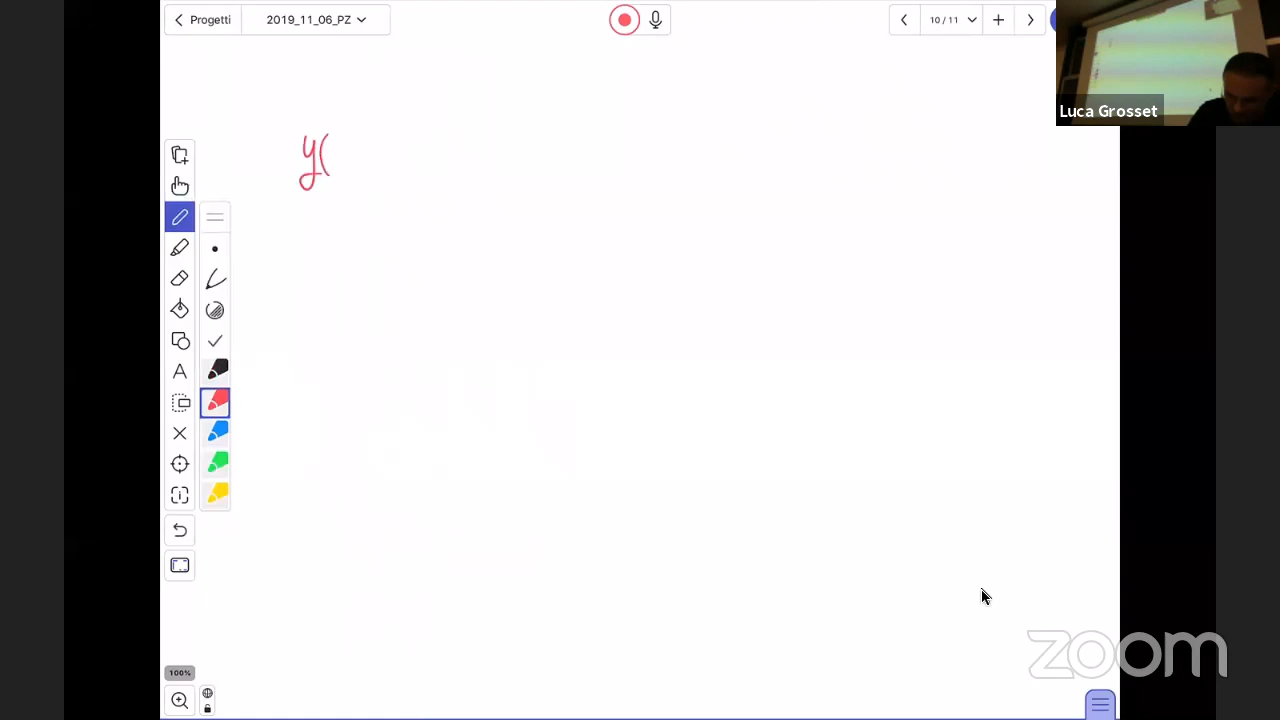 Progetti
2019_11_06_PZ
10 / 11
Luca Grosset
y(
A
100%
zoom